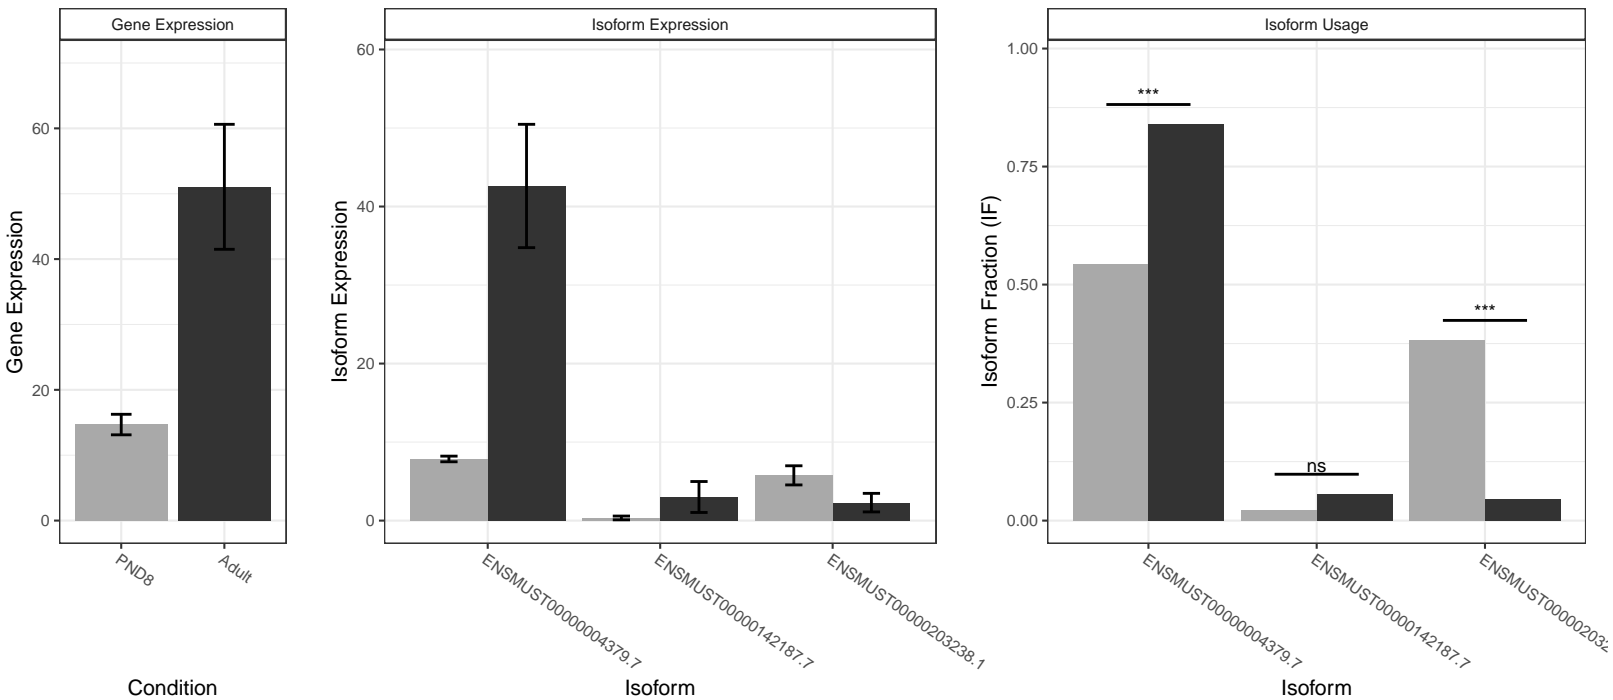 Gene Expression
Isoform Expression
Isoform Usage
Gene Expression
60
40
20
0
PND8
Adult
Condition
Isoform Expression
60
40
20
0
ENSMUST00000004379.7
ENSMUST00000142187.7
ENSMUST00000203238.1
Isoform
Isoform Fraction (IF)
1.00
0.75
0.50
0.25
0.00
***
ns
***
ENSMUST00000004379.7
ENSMUST00000142187.7
ENSMUST000002032
Isoform